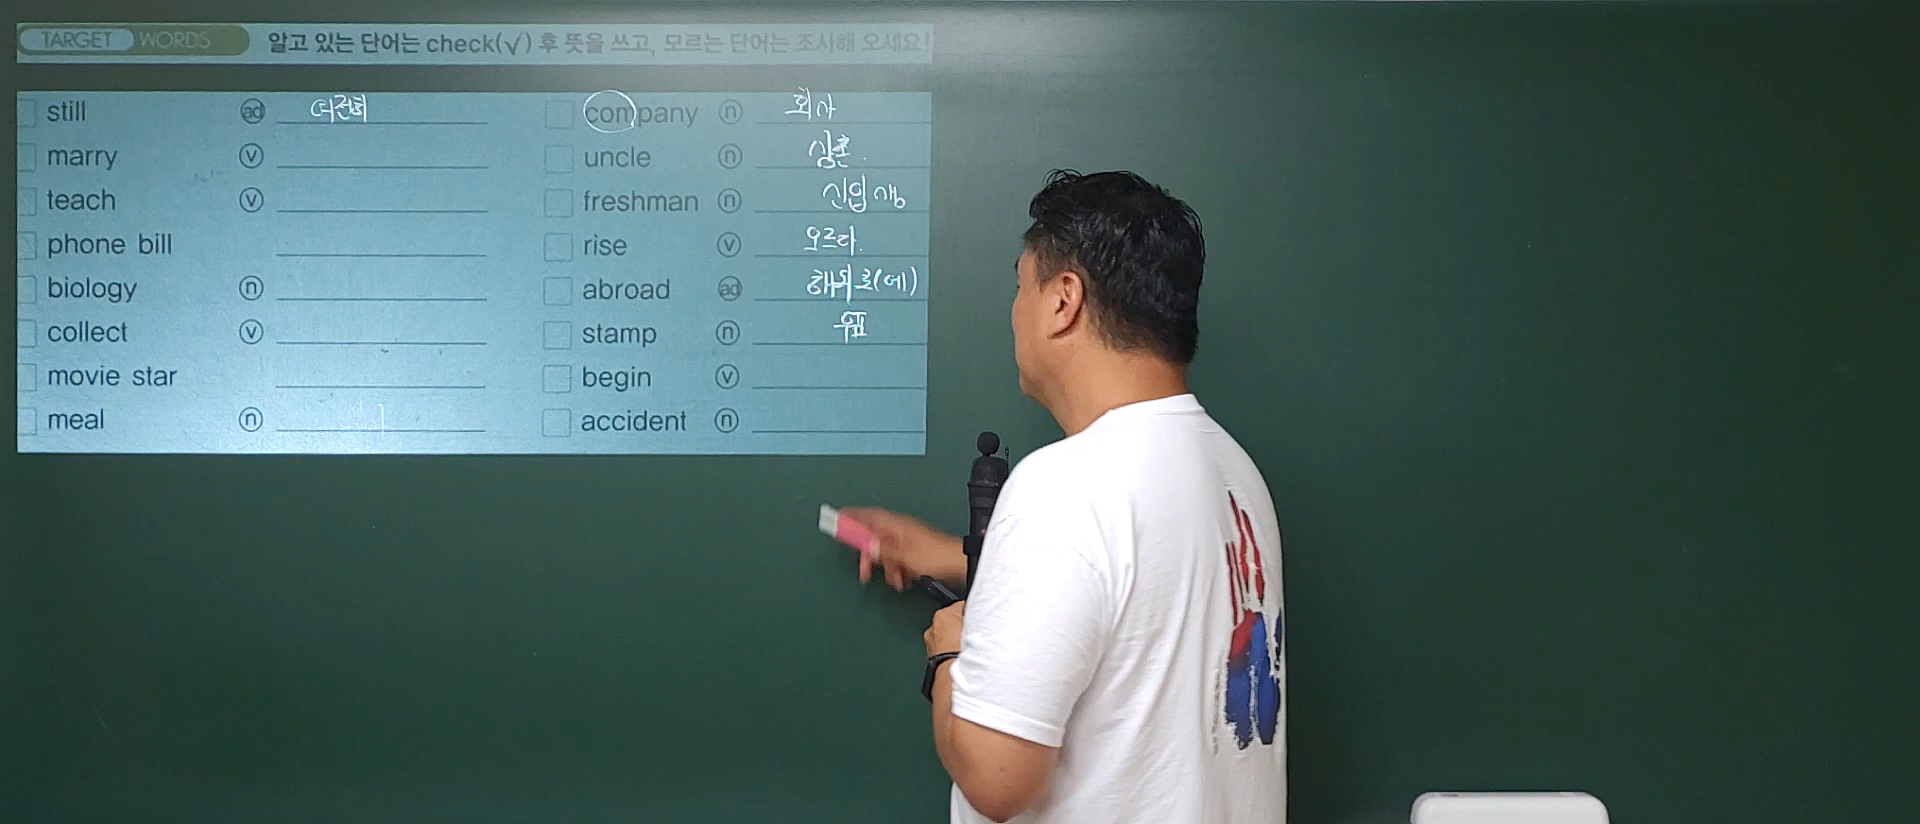 TARGET WORDS 알고 있는 단어는 check(√) 후 뜻을 쓰고, 모르는 단어는 조사해 오세요!
still ad 여전히
marry v
teach v
phone bill
biology n
collect v
movie star
meal n
company n 회사
uncle n 삼촌.
freshman n 신입생
rise v 오르다.
abroad ad 해외로(에)
stamp n 우표
begin v
accident n